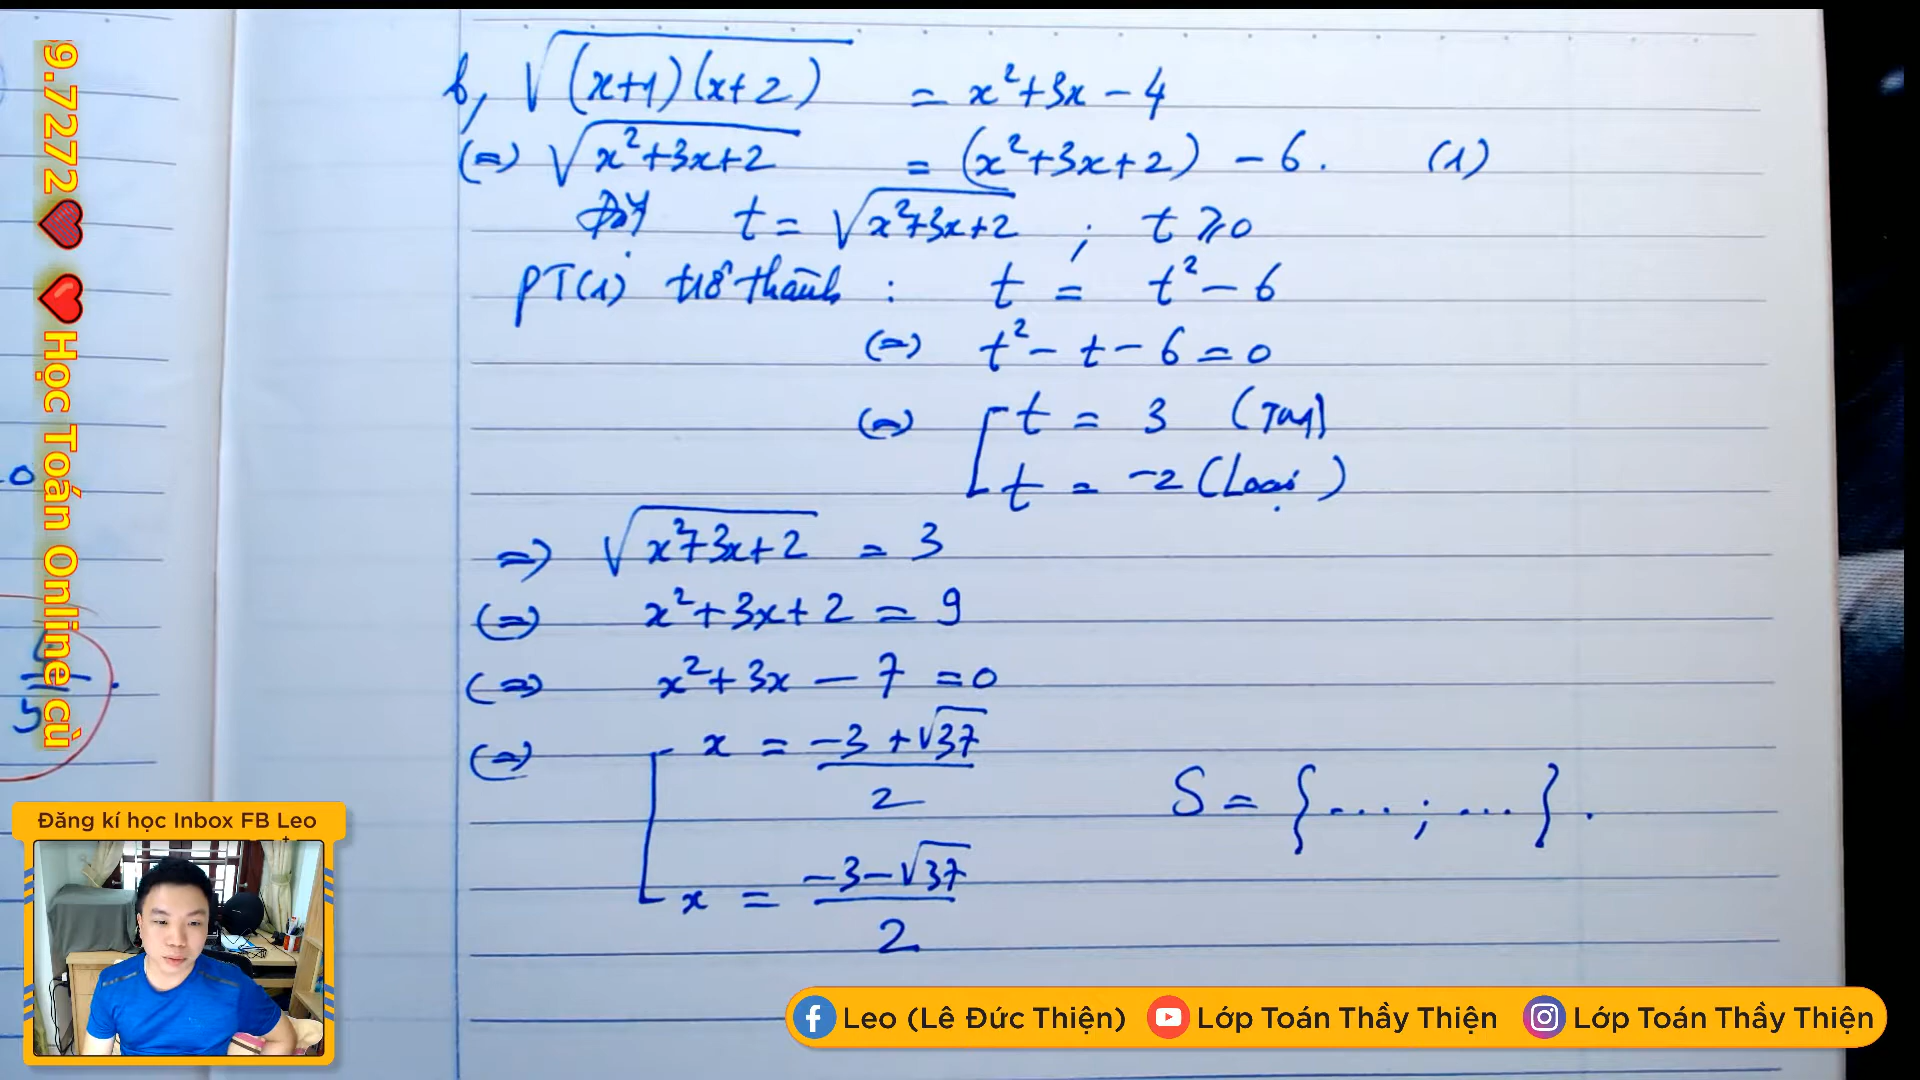 b, √(x+1)(x+2) = x²+3x-4
(=) √x²+3x+2 = (x²+3x+2) - 6. (1)
Đặt t = √x²+3x+2 ; t ⩾ 0
PT(1) trở thành : t = t² - 6
(=) t² - t - 6 = 0
(=) [ t = 3 (TM)
t = -2 (Loại)
=) √x²+3x+2 = 3
(=) x²+3x+2 = 9
(=) x²+3x - 7 = 0
(=) [ x = (-3+√37)/2
x = (-3-√37)/2
S = {...; ...}.
9.7272❤ ❤Học Toán Online cù
Đăng kí học Inbox FB Leo
Leo (Lê Đức Thiện) Lớp Toán Thầy Thiện Lớp Toán Thầy Thiện